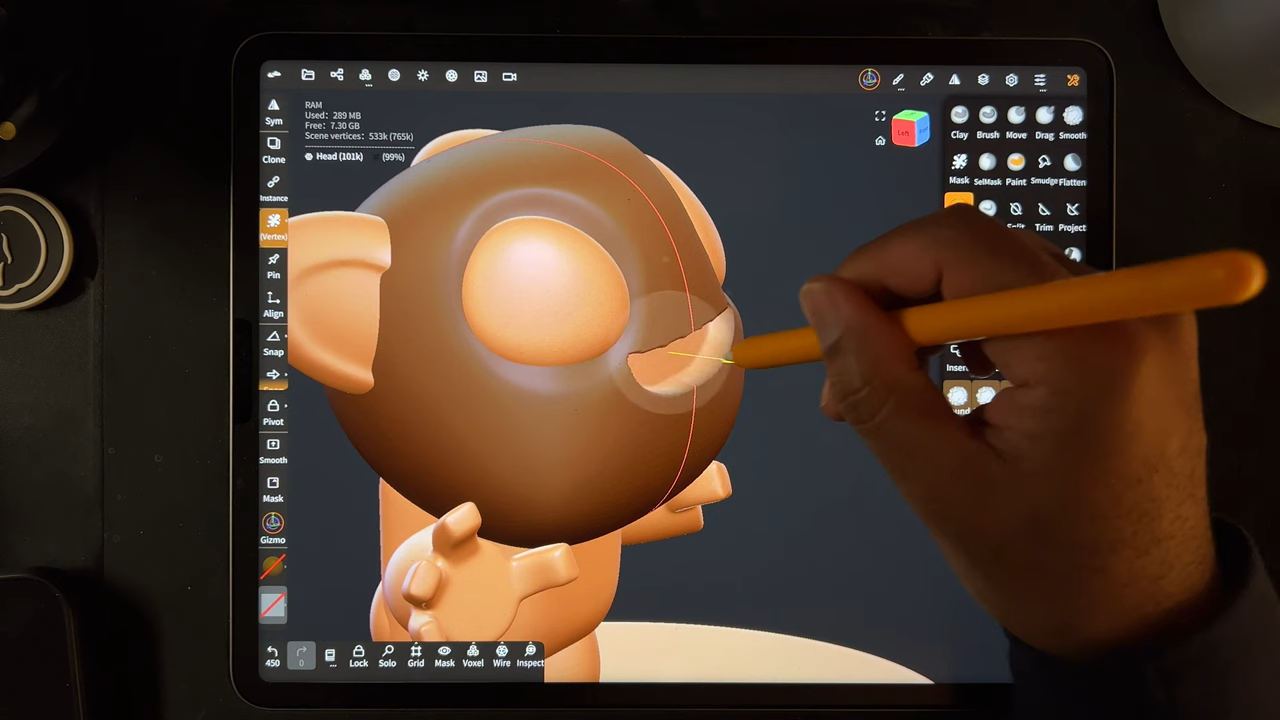 RAM
Used: 289 MB
Free: 7.30 GB
Scene vertices: 533k (765k)
Head (101k) (99%)
Sym
Clone
Instance
(Vertex)
Pin
Align
Snap
Pivot
Smooth
Mask
Gizmo
Left
Clay Brush Move Drag Smooth
Mask SelMask Paint Smudge Flatten
Trim Project
450 0 Lock Solo Grid Mask Voxel Wire Inspect